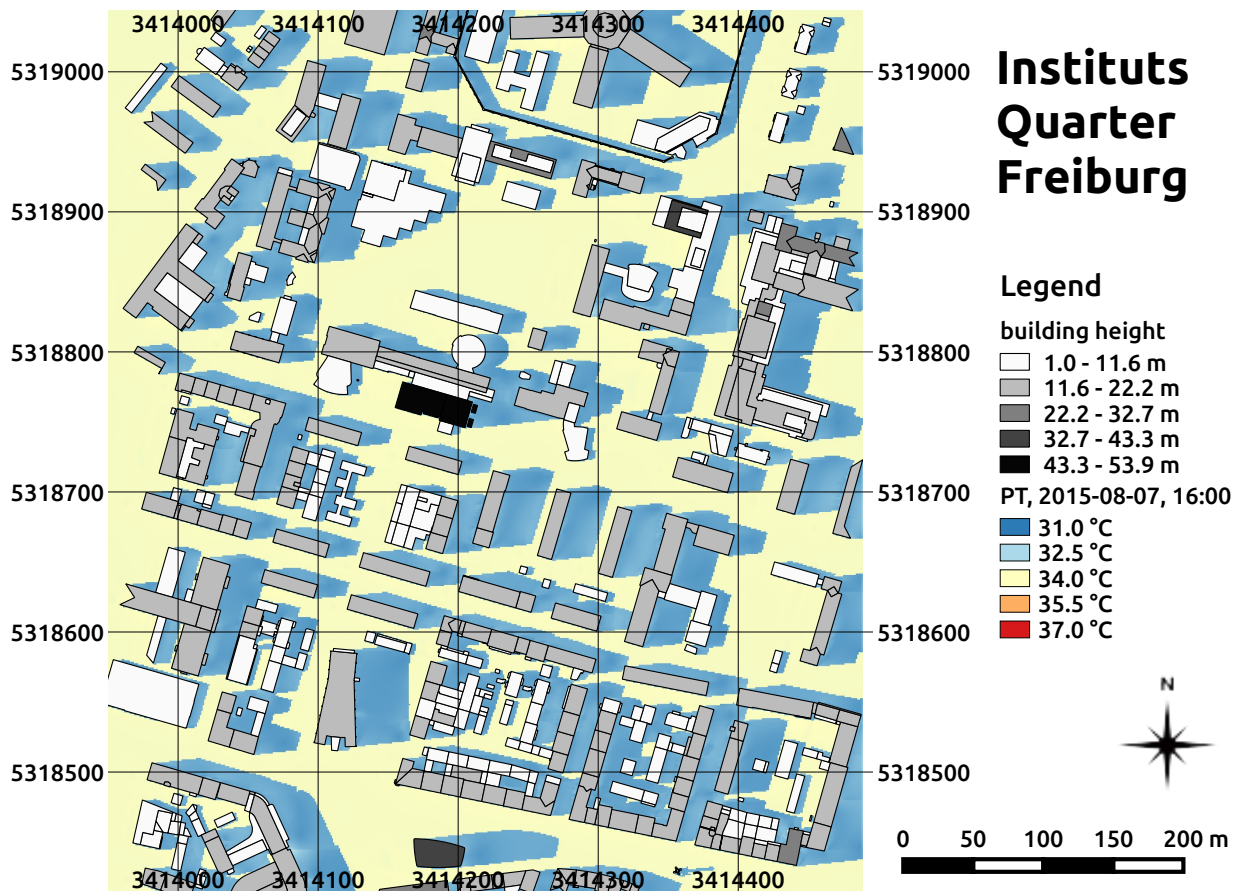 3414000 3414100 3414200 3414300 3414400
5319000 5319000
5318900 5318900
5318800 5318800
5318700 5318700
5318600 5318600
5318500 5318500
3414000 3414100 3414200 3414300 3414400
Instituts
Quarter
Freiburg
Legend
building height
1.0 - 11.6 m
11.6 - 22.2 m
22.2 - 32.7 m
32.7 - 43.3 m
43.3 - 53.9 m
PT, 2015-08-07, 16:00
31.0 °C
32.5 °C
34.0 °C
35.5 °C
37.0 °C
N
0 50 100 150 200 m